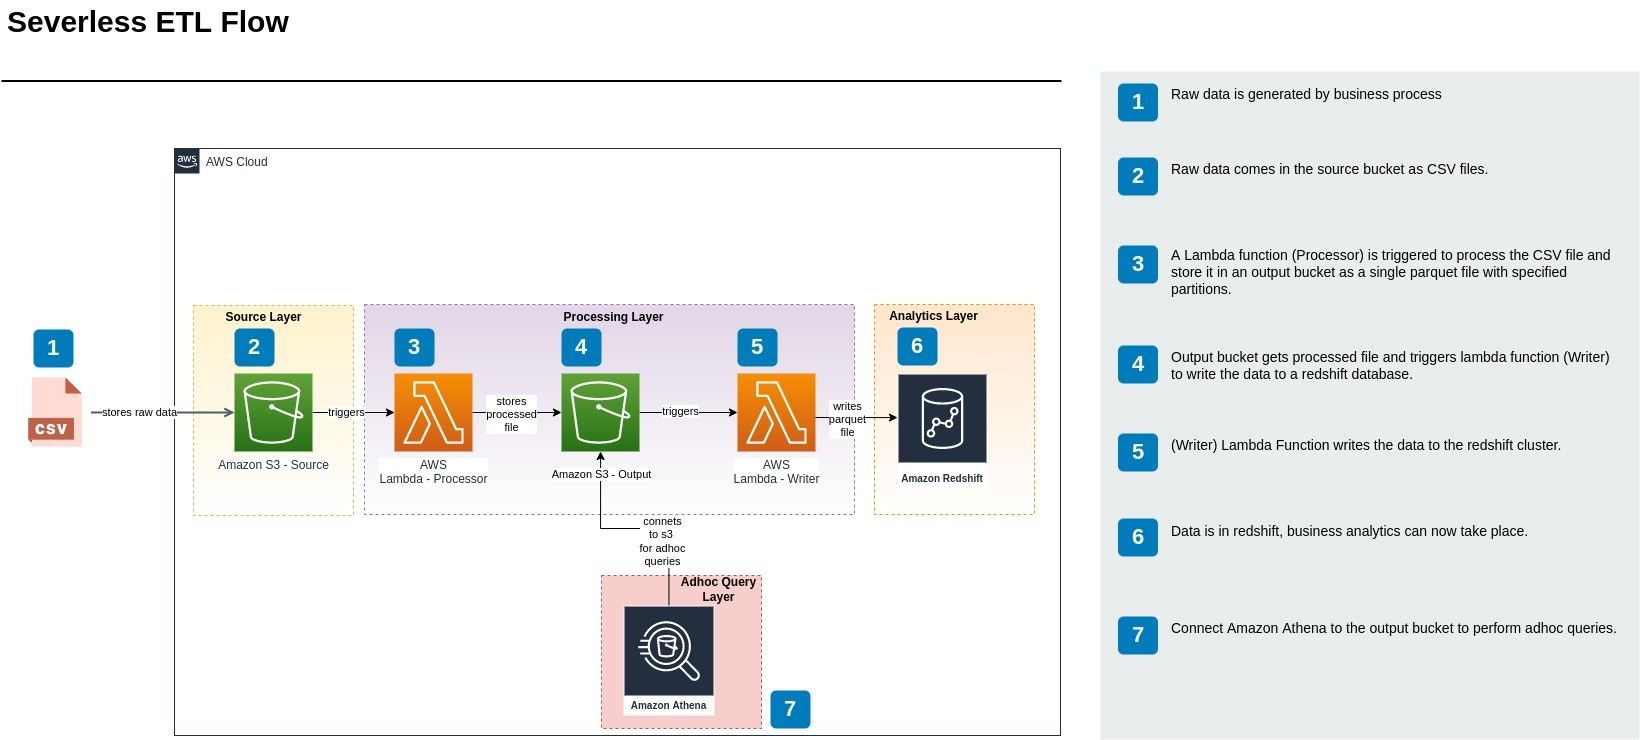 Severless ETL Flow
aws
AWS Cloud
1
CSV
stores raw data
Source Layer
2
Amazon S3 - Source
triggers
Processing Layer
3
AWS
Lambda - Processor
stores
processed
file
4
Amazon S3 - Output
triggers
5
AWS
Lambda - Writer
writes
parquet
file
Analytics Layer
6
Amazon Redshift
connets
to s3
for adhoc
queries
Adhoc Query
Layer
Amazon Athena
7
1
Raw data is generated by business process
2
Raw data comes in the source bucket as CSV files.
3
A Lambda function (Processor) is triggered to process the CSV file and
store it in an output bucket as a single parquet file with specified
partitions.
4
Output bucket gets processed file and triggers lambda function (Writer)
to write the data to a redshift database.
5
(Writer) Lambda Function writes the data to the redshift cluster.
6
Data is in redshift, business analytics can now take place.
7
Connect Amazon Athena to the output bucket to perform adhoc queries.